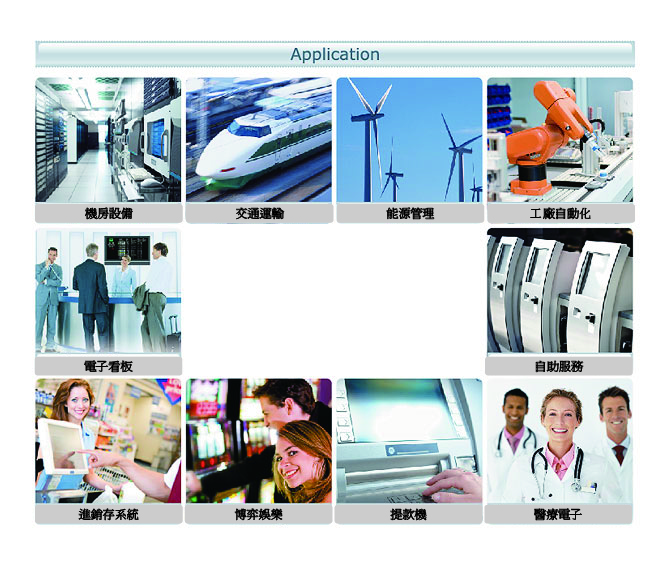 Application
機房設備
交通運輸
能源管理
工廠自動化
電子看板
自助服務
進銷存系統
博弈娛樂
提款機
醫療電子